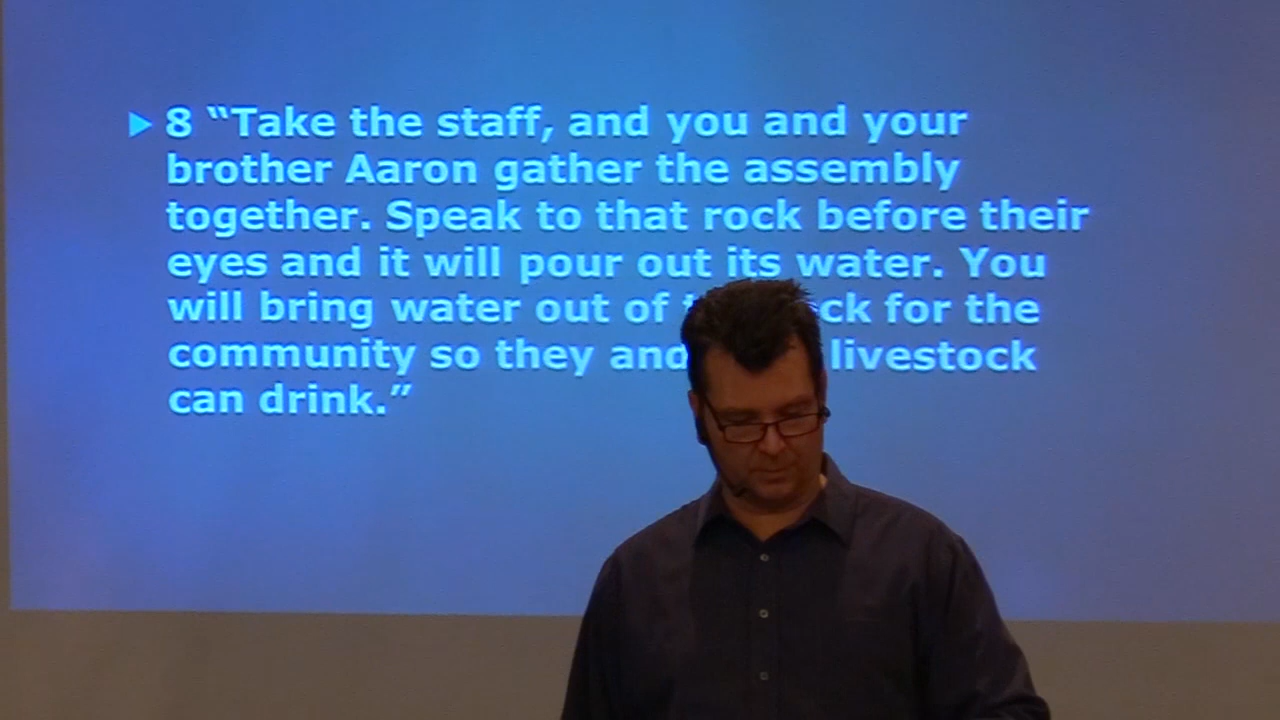 8 “Take the staff, and you and your
brother Aaron gather the assembly
together. Speak to that rock before their
eyes and it will pour out its water. You
will bring water out of ck for the
community so they and livestock
can drink.”